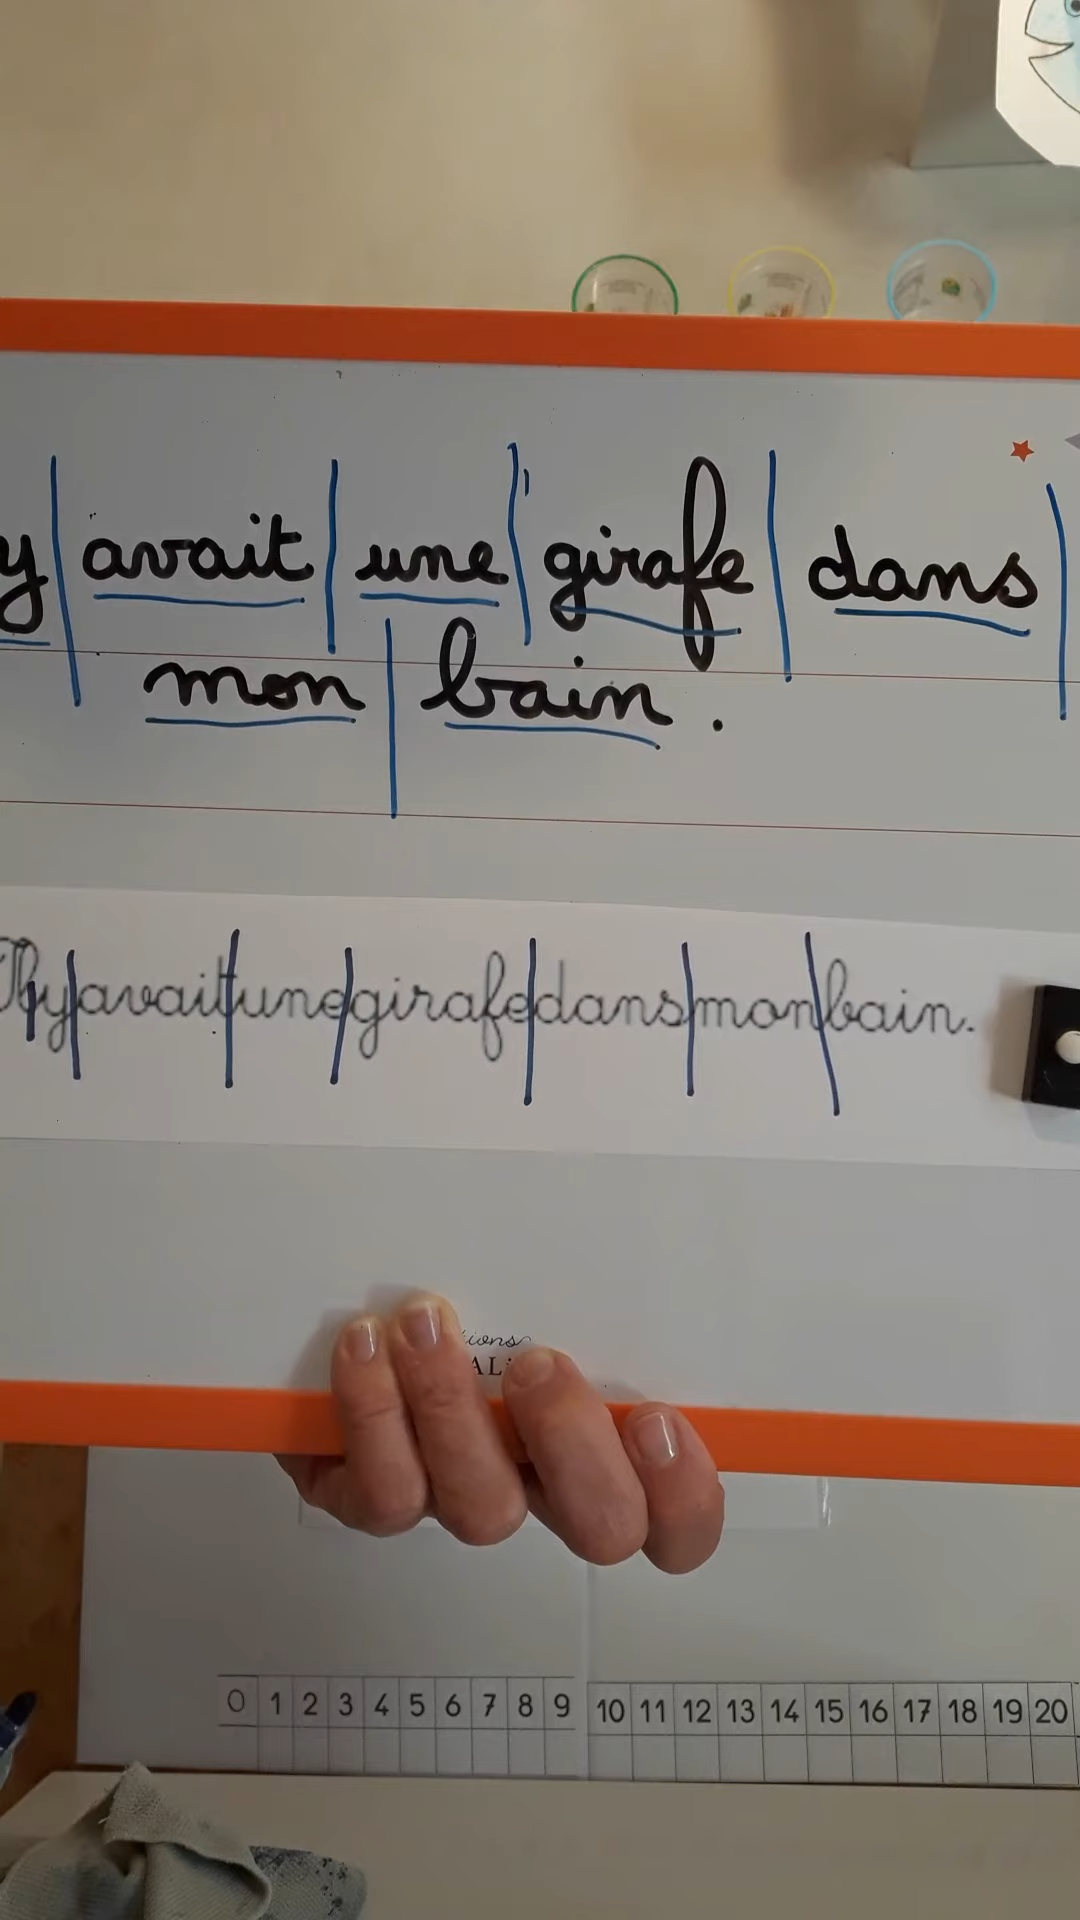 y avait une girafe dans
mon bain.
Ilyavaitunegirafedansmonbain.
0 1 2 3 4 5 6 7 8 9 10 11 12 13 14 15 16 17 18 19 20